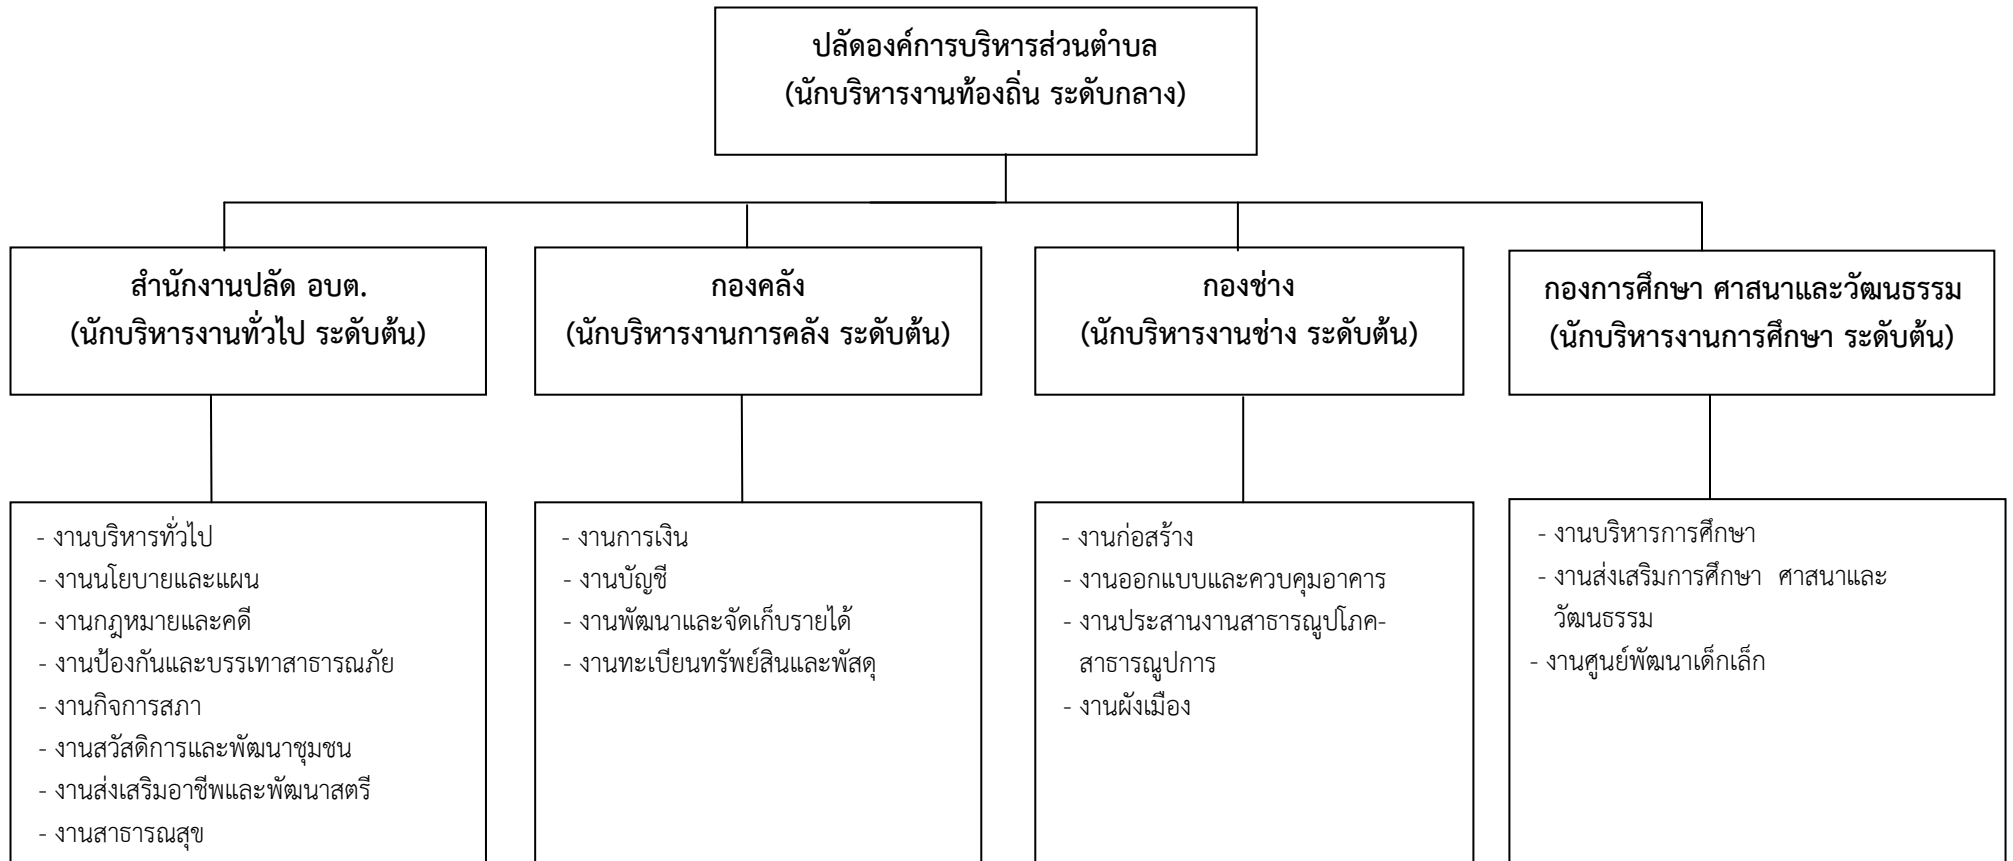 ปลัดองค์การบริหารส่วนตำบล
(นักบริหารงานท้องถิ่น ระดับกลาง)
สำนักงานปลัด อบต.
(นักบริหารงานทั่วไป ระดับต้น)
กองคลัง
(นักบริหารงานการคลัง ระดับต้น)
กองช่าง
(นักบริหารงานช่าง ระดับต้น)
กองการศึกษา ศาสนาและวัฒนธรรม
(นักบริหารงานการศึกษา ระดับต้น)
- งานบริหารทั่วไป
- งานนโยบายและแผน
- งานกฎหมายและคดี
- งานป้องกันและบรรเทาสาธารณภัย
- งานกิจการสภา
- งานสวัสดิการและพัฒนาชุมชน
- งานส่งเสริมอาชีพและพัฒนาสตรี
- งานสาธารณสุข
- งานการเงิน
- งานบัญชี
- งานพัฒนาและจัดเก็บรายได้
- งานทะเบียนทรัพย์สินและพัสดุ
- งานก่อสร้าง
- งานออกแบบและควบคุมอาคาร
- งานประสานงานสาธารณูปโภค-
สาธารณูปการ
- งานผังเมือง
- งานบริหารการศึกษา
- งานส่งเสริมการศึกษา ศาสนาและ
วัฒนธรรม
- งานศูนย์พัฒนาเด็กเล็ก